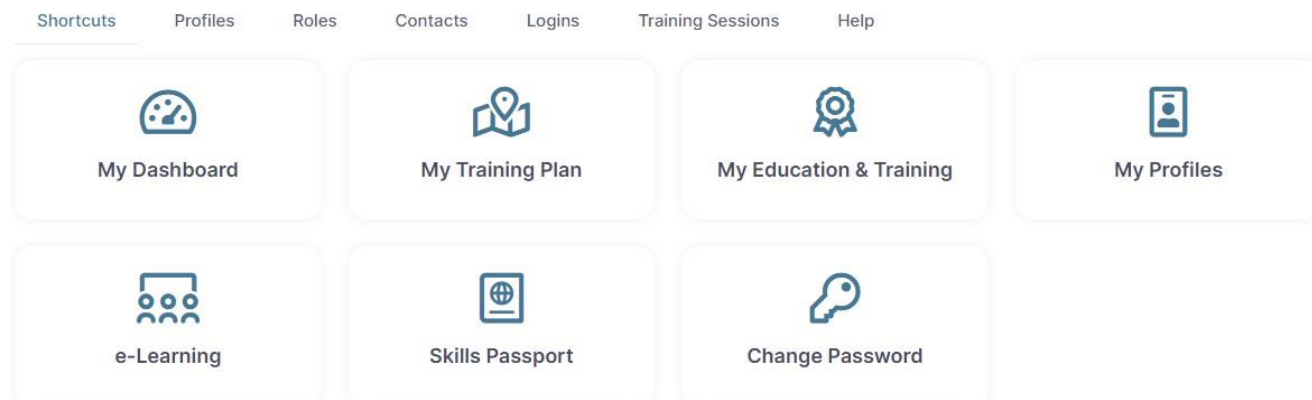 Shortcuts Profiles Roles Contacts Logins Training Sessions Help
My Dashboard My Training Plan My Education & Training My Profiles
e-Learning Skills Passport Change Password